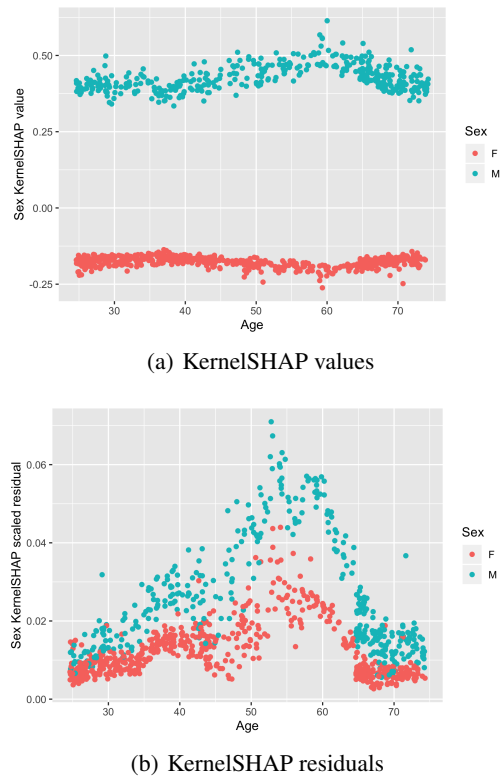 0.50
0.25
0.00
-0.25
Sex KernelSHAP value
30
40
50
60
70
Age
Sex
F
M
(a) KernelSHAP values
0.06
0.04
0.02
0.00
Sex KernelSHAP scaled residual
30
40
50
60
70
Age
Sex
F
M
(b) KernelSHAP residuals